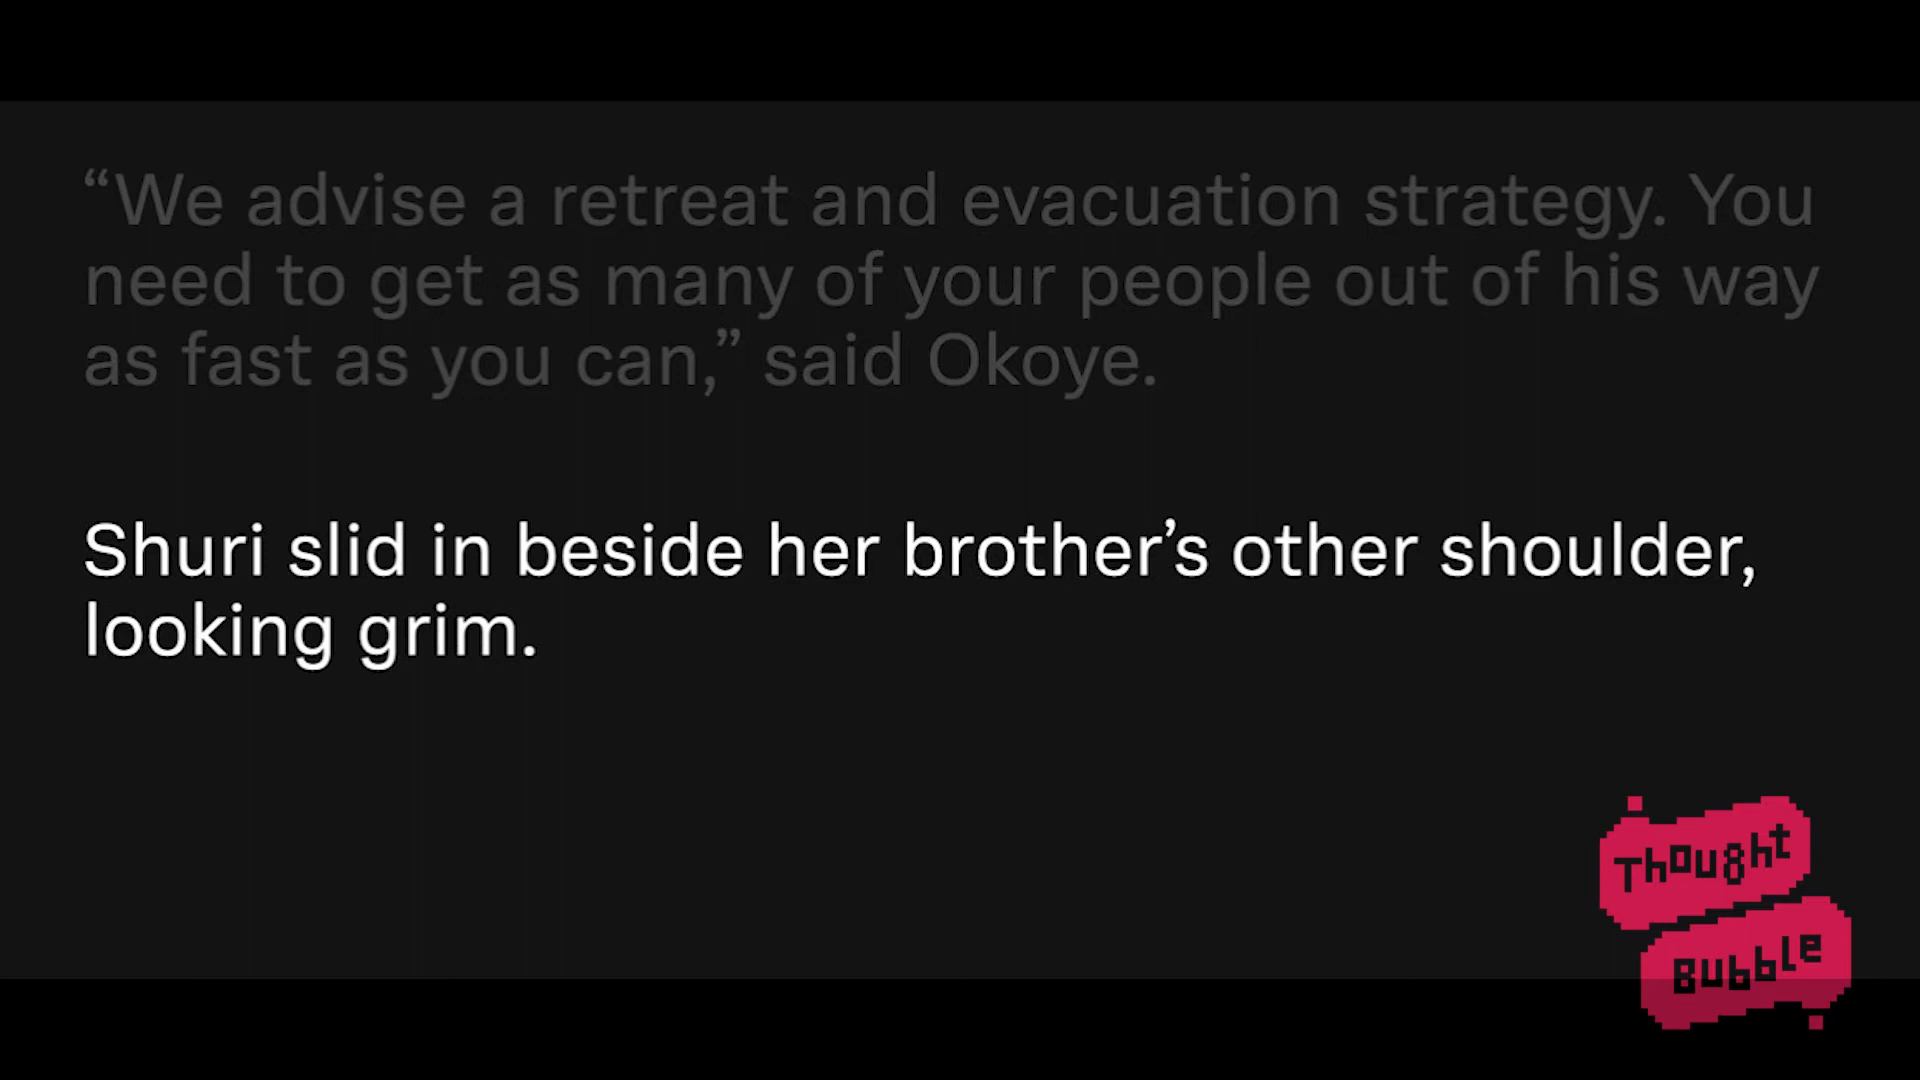 “We advise a retreat and evacuation strategy. You
need to get as many of your people out of his way
as fast as you can,” said Okoye.
Shuri slid in beside her brother’s other shoulder,
looking grim.
Thought
Bubble